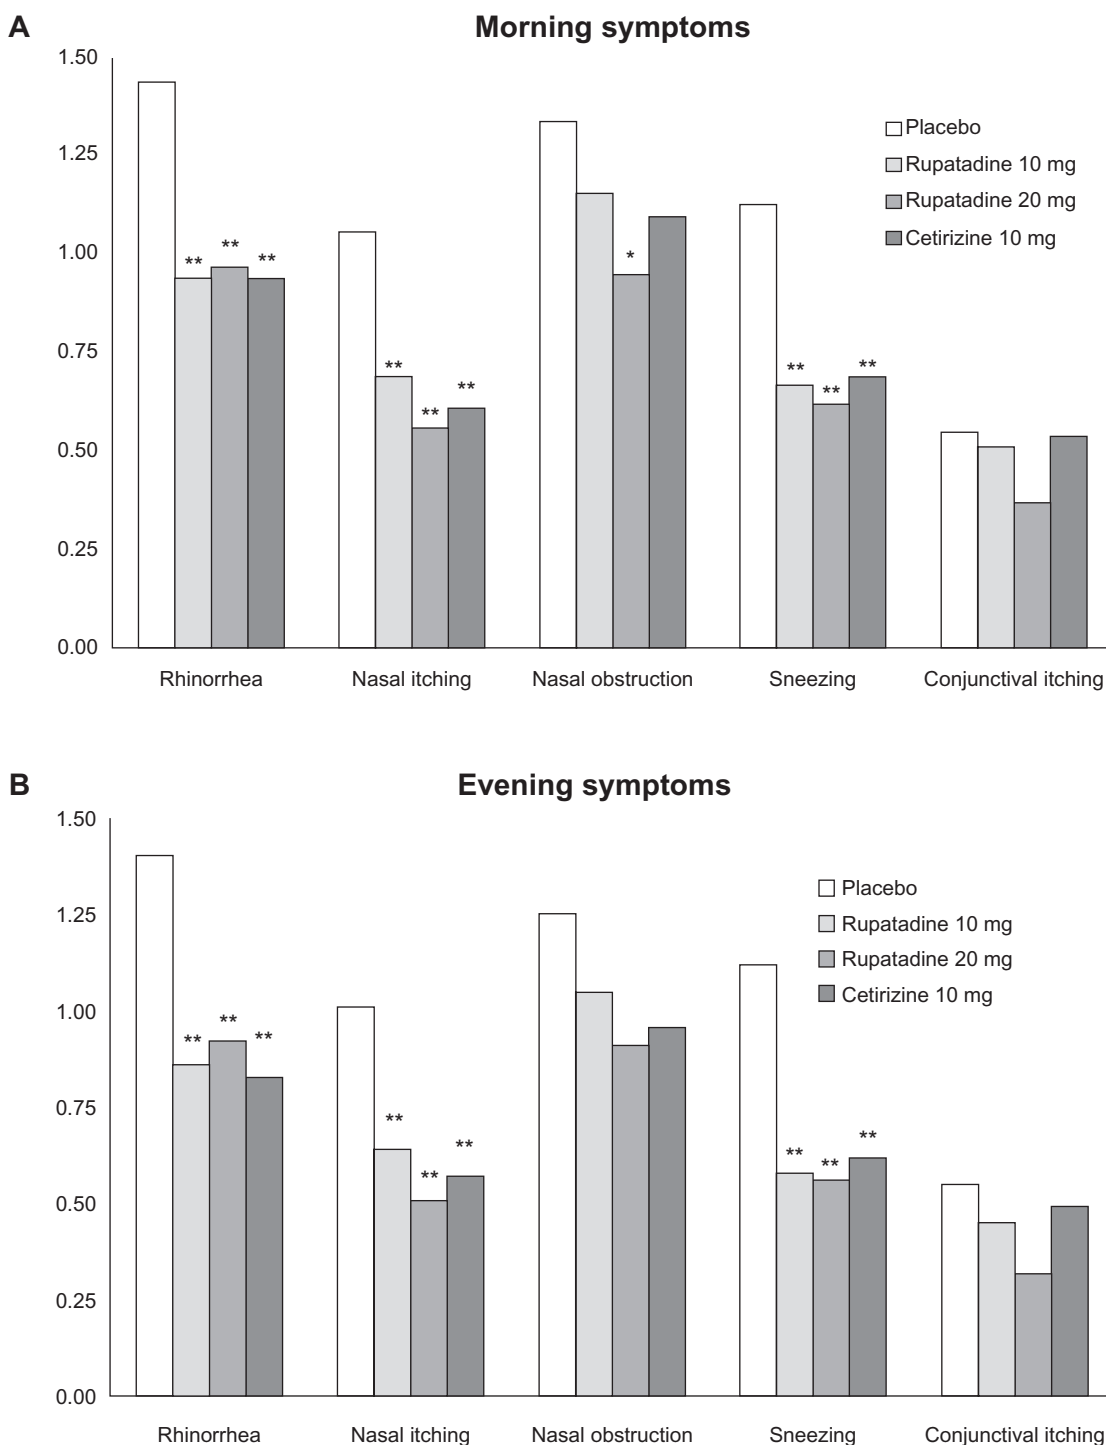 A
Morning symptoms
1.50
1.25
1.00
0.75
0.50
0.25
0.00
Placebo
Rupatadine 10 mg
Rupatadine 20 mg
Cetirizine 10 mg
** ** **
** ** **
*
** ** **
Rhinorrhea Nasal itching Nasal obstruction Sneezing Conjunctival itching
B
Evening symptoms
1.50
1.25
1.00
0.75
0.50
0.25
0.00
Placebo
Rupatadine 10 mg
Rupatadine 20 mg
Cetirizine 10 mg
** ** **
** ** **
** ** **
Rhinorrhea Nasal itching Nasal obstruction Sneezing Conjunctival itching